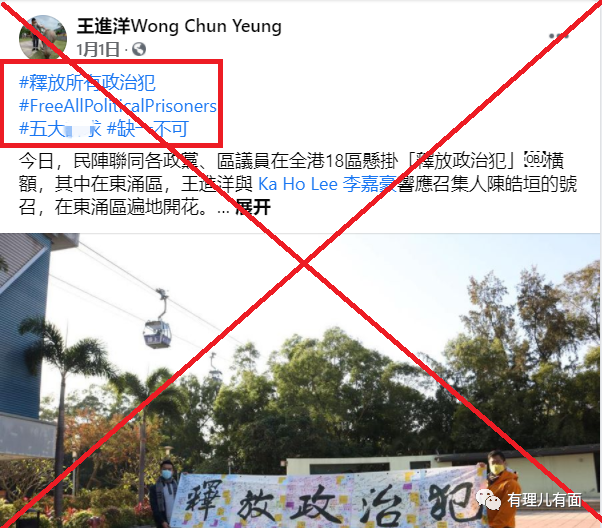 王進洋Wong Chun Yeung
1月1日 ·
#釋放所有政治犯
#FreeAllPoliticalPrisoners
#五大 #缺一不可
今日，民陣聯同各政黨、區議員在全港18區懸掛「釋放政治犯」￼橫
額，其中在東涌區，王進洋與 Ka Ho Lee 李嘉豪響應召集人陳皓桓的號
召，在東涌區遍地開花。... 展开
釋放政治犯
有理儿有面